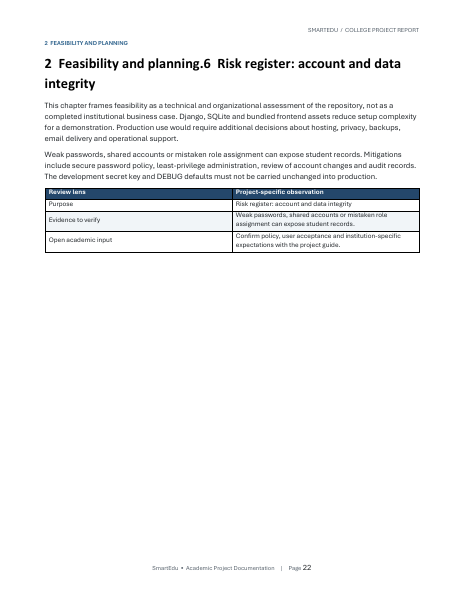 SMARTEDU / COLLEGE PROJECT REPORT
2 FEASIBILITY AND PLANNING
2 Feasibility and planning.6 Risk register: account and data
integrity
This chapter frames feasibility as a technical and organizational assessment of the repository, not as a
completed institutional business case. Django, SQLite and bundled frontend assets reduce setup complexity
for a demonstration. Production use would require additional decisions about hosting, privacy, backups,
email delivery and operational support.
Weak passwords, shared accounts or mistaken role assignment can expose student records. Mitigations
include secure password policy, least-privilege administration, review of account changes and audit records.
The development secret key and DEBUG defaults must not be carried unchanged into production.
Review lens Project-specific observation
Purpose Risk register: account and data integrity
Evidence to verify Weak passwords, shared accounts or mistaken role
assignment can expose student records.
Open academic input Confirm policy, user acceptance and institution-specific
expectations with the project guide.
SmartEdu • Academic Project Documentation | Page 22